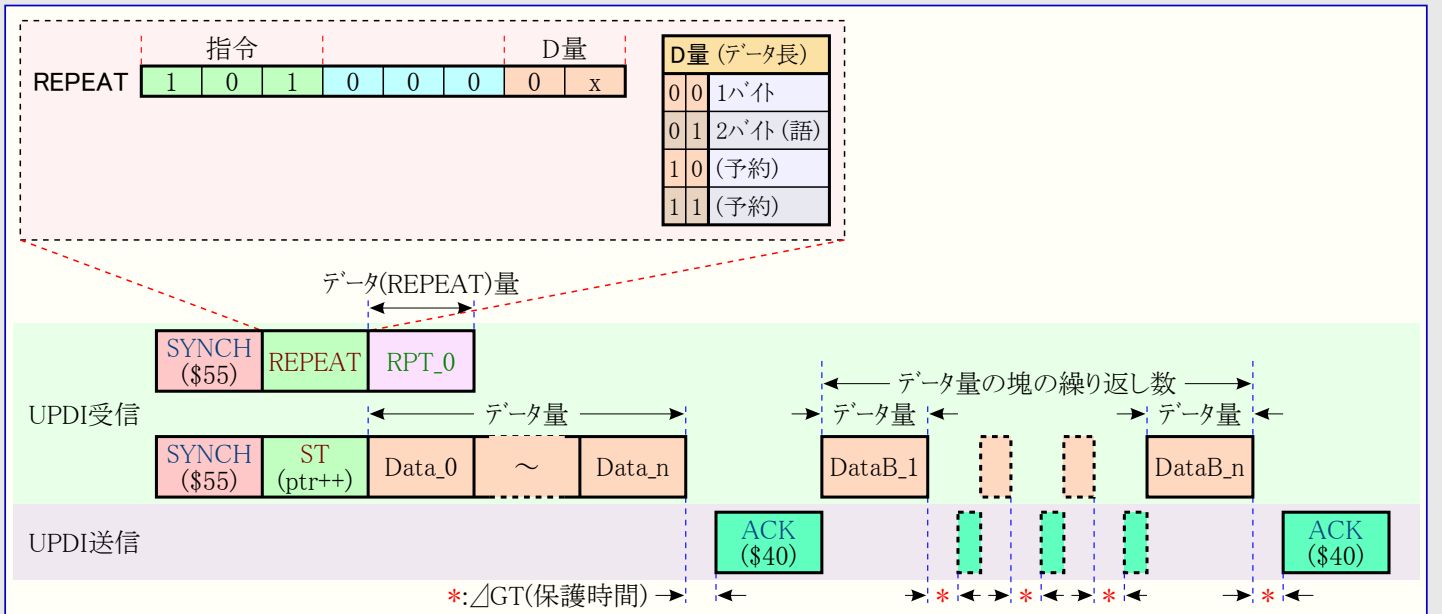 指令 D量
REPEAT 1 0 1 0 0 0 0 x
D量 (データ長)
0 0 1バイト
0 1 2バイト (語)
1 0 (予約)
1 1 (予約)
データ(REPEAT)量
SYNCH
($55)
REPEAT
RPT_0
UPDI受信
データ量
データ量の塊の繰り返し数
データ量
データ量
SYNCH
($55)
ST
(ptr++)
Data_0
～
Data_n
DataB_1
DataB_n
UPDI送信
ACK
($40)
ACK
($40)
*:⊿GT(保護時間)
* * * *